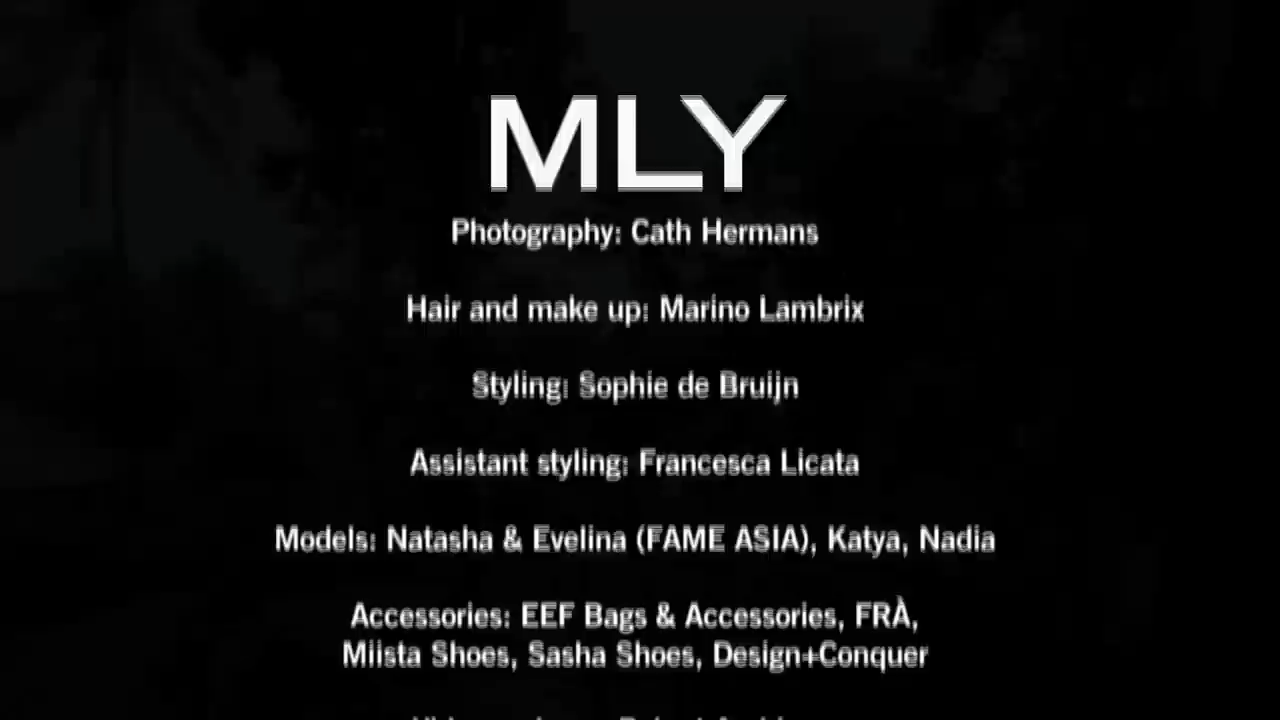 MLY
Photography: Cath Hermans
Hair and make up: Marino Lambrix
Styling: Sophie de Bruijn
Assistant styling: Francesca Licata
Models: Natasha & Evelina (FAME ASIA), Katya, Nadia
Accessories: EEF Bags & Accessories, FRÀ,
Miista Shoes, Sasha Shoes, Design+Conquer